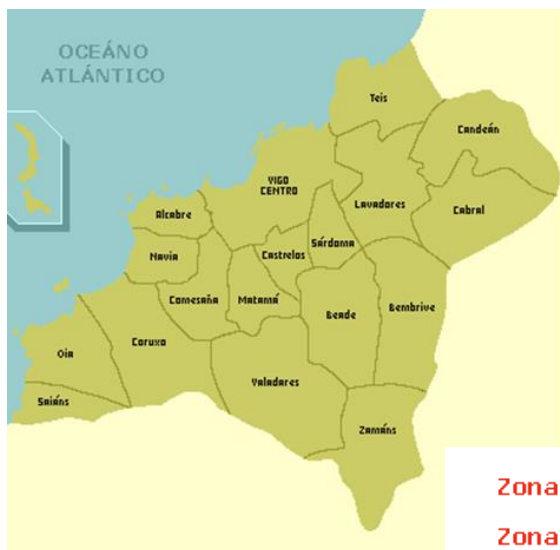 OCEÁNO
ATLÁNTICO
Teis
Candeán
VIGO
CENTRO
Lavadores
Cabral
Alcabre
Sárdoma
Navia
Castrelos
Comesaña
Matamá
Beade
Bembrive
Oia
Coruxo
Valadares
Saiáns
Zamáns
Zona
Zona